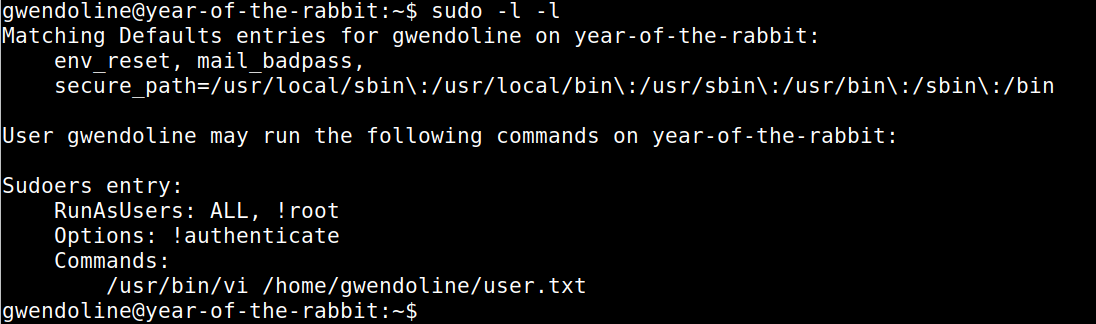 gwendoline@year-of-the-rabbit:~$ sudo -l -l
Matching Defaults entries for gwendoline on year-of-the-rabbit:
    env_reset, mail_badpass,
    secure_path=/usr/local/sbin\:/usr/local/bin\:/usr/sbin\:/usr/bin\:/sbin\:/bin

User gwendoline may run the following commands on year-of-the-rabbit:

Sudoers entry:
    RunAsUsers: ALL, !root
    Options: !authenticate
    Commands:
        /usr/bin/vi /home/gwendoline/user.txt
gwendoline@year-of-the-rabbit:~$